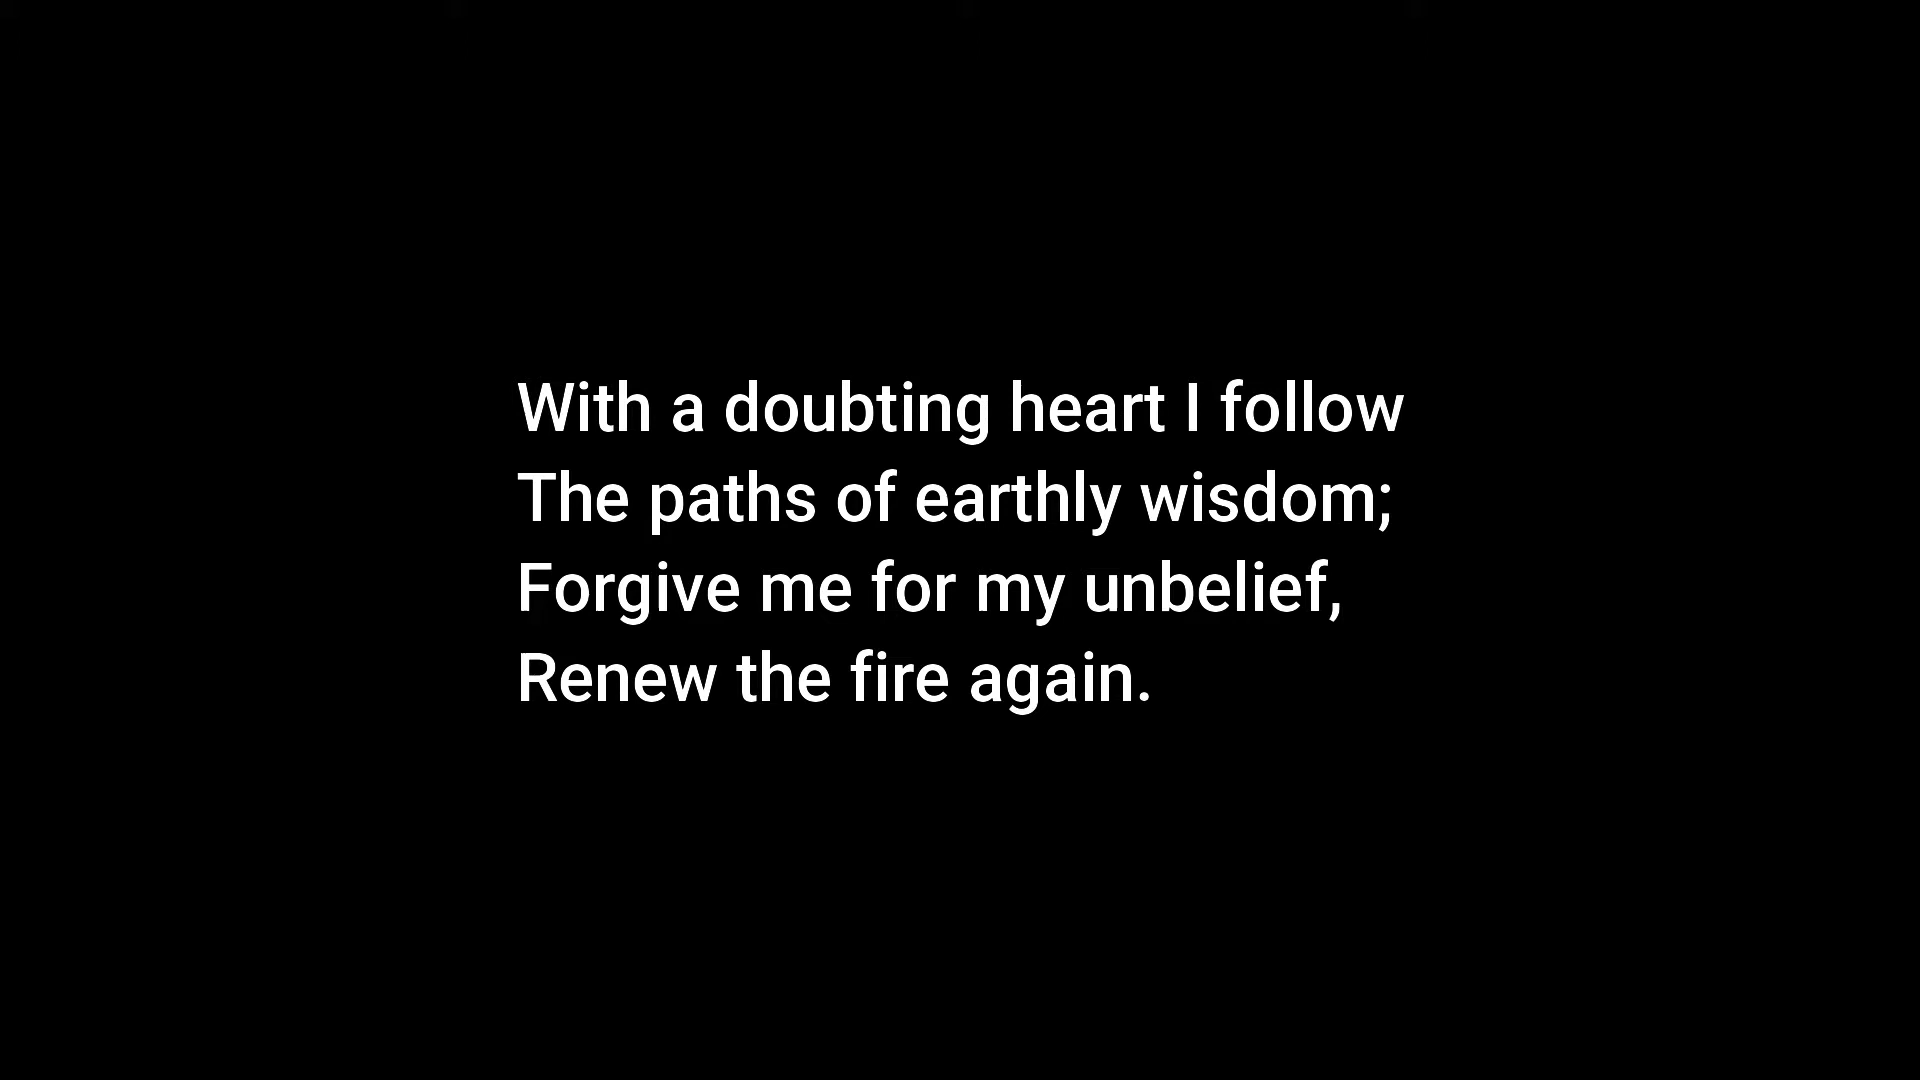 With a doubting heart I follow
The paths of earthly wisdom;
Forgive me for my unbelief,
Renew the fire again.